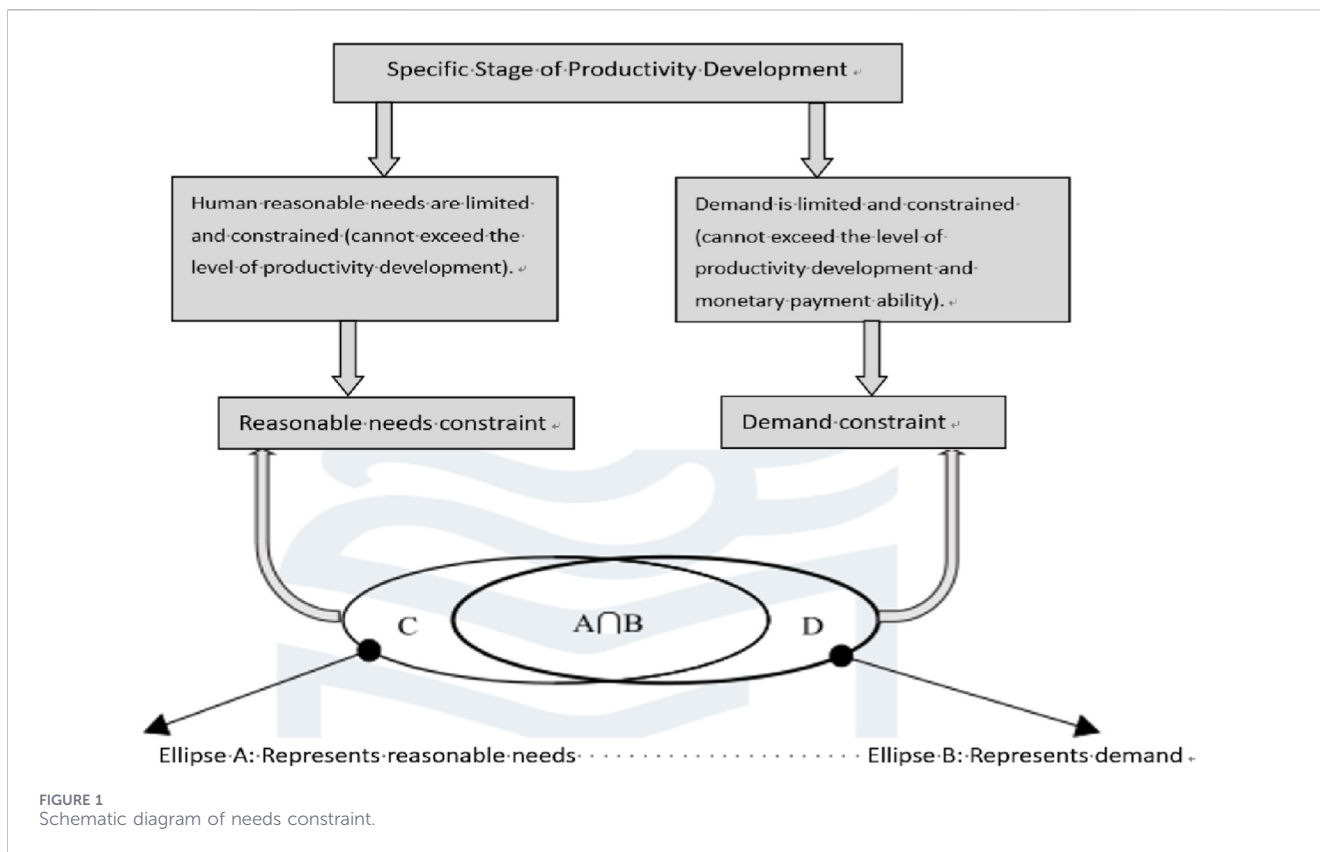 Specific Stage of Productivity Development
Human reasonable needs are limited
and constrained (cannot exceed the
level of productivity development).
Demand is limited and constrained
(cannot exceed the level of
productivity development and
monetary payment ability).
Reasonable needs constraint
Demand constraint
C
A⋂B
D
Ellipse A: Represents reasonable needs
Ellipse B: Represents demand
FIGURE 1
Schematic diagram of needs constraint.